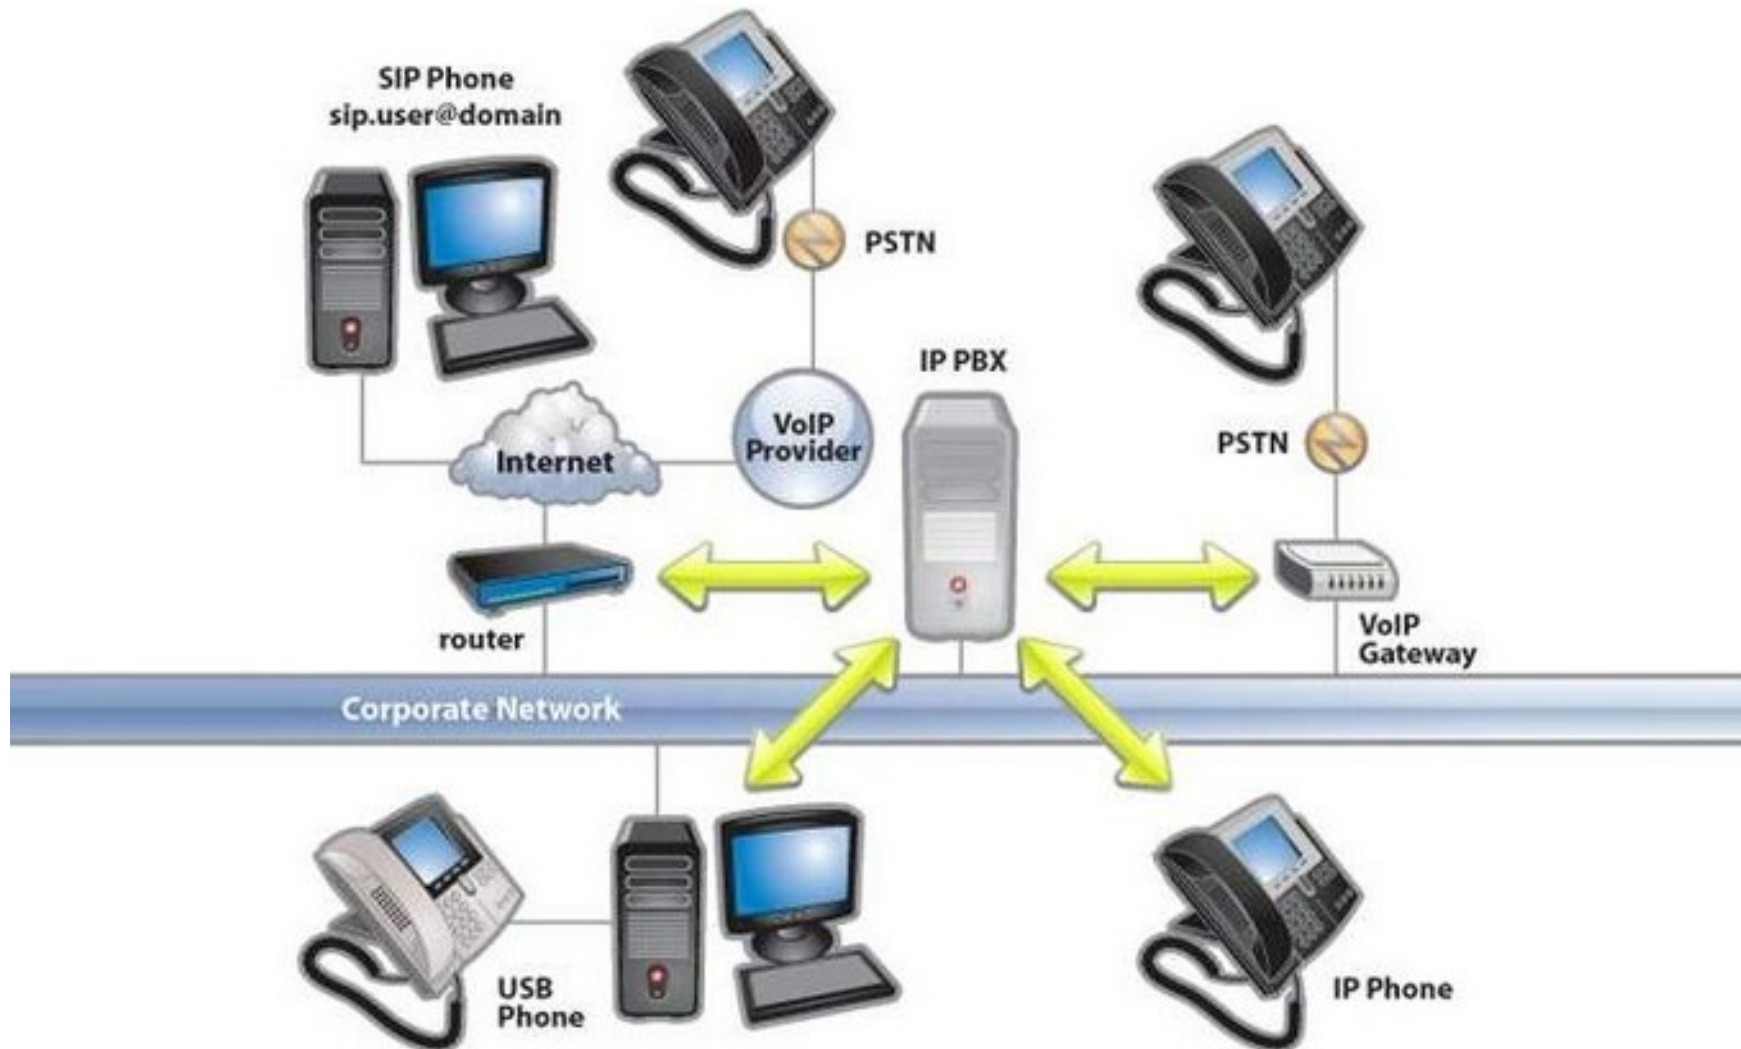 SIP Phone
sip.user@domain
PSTN
IP PBX
VoIP
Provider
Internet
PSTN
router
VoIP
Gateway
Corporate Network
USB
Phone
IP Phone